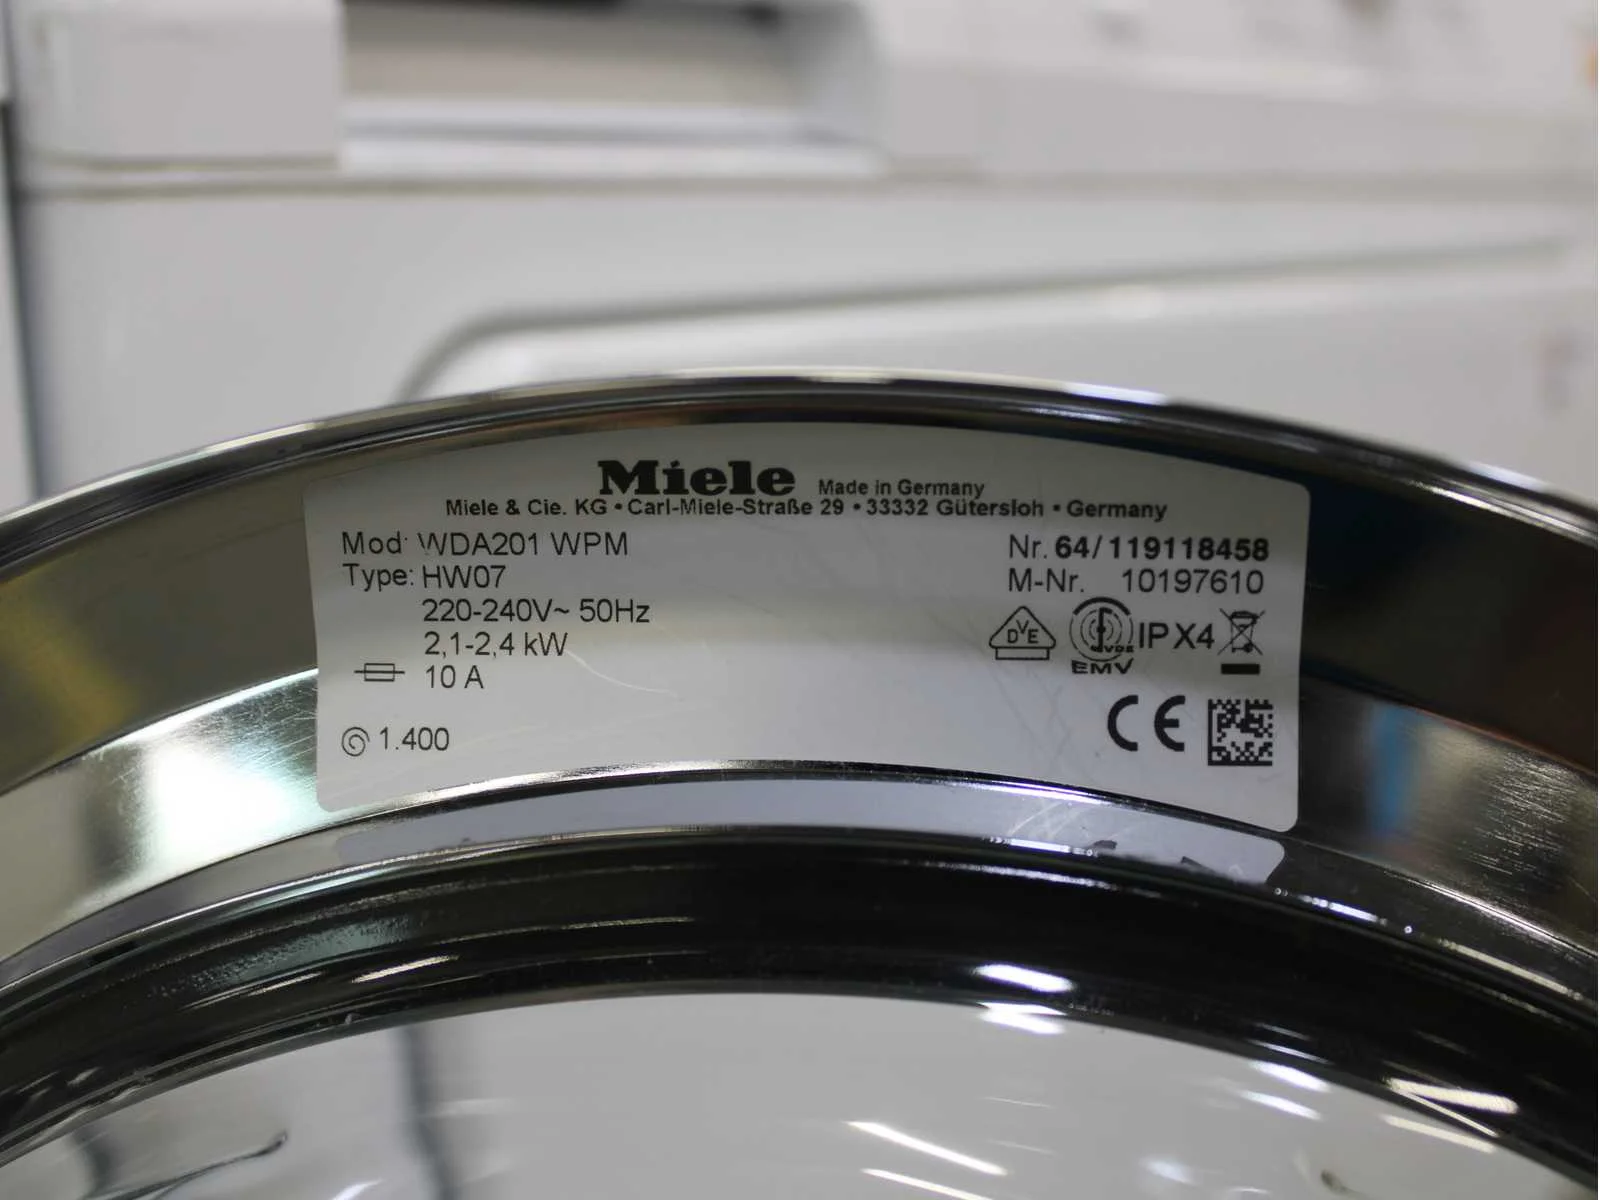 Miele Made in Germany
Miele & Cie. KG • Carl-Miele-Straße 29 • 33332 Gütersloh • Germany
Mod: WDA201 WPM
Nr. 64/119118458
Type: HW07
M-Nr. 10197610
220-240V~ 50Hz
2,1-2,4 kW
DVE
VDE
EMV
IPX4
10 A
1.400
CE